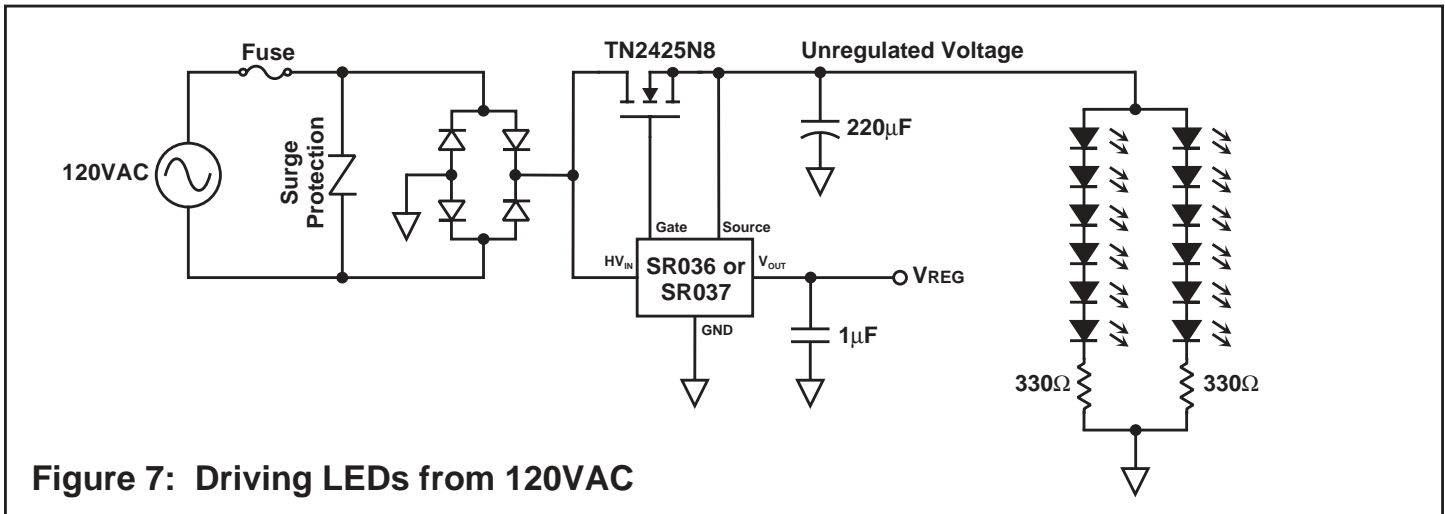 Fuse
TN2425N8
Unregulated Voltage
120VAC
Surge
Protection
220μF
Gate
Source
HVIN
SR036 or
SR037
VOUT
VREG
GND
1μF
330Ω
330Ω
Figure 7: Driving LEDs from 120VAC